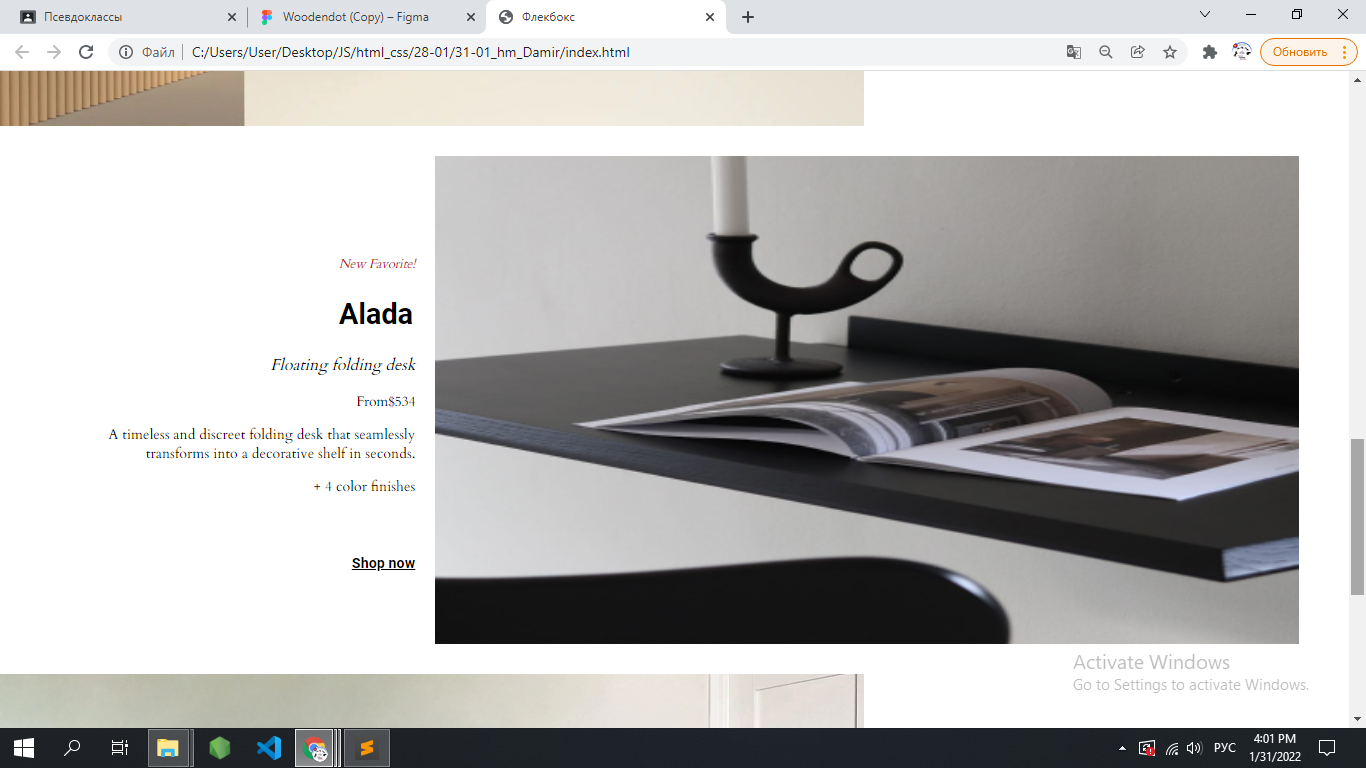 Псевдоклассы
Woodendot (Copy) – Figma
Флекбокс
Файл
C:/Users/User/Desktop/JS/html_css/28-01/31-01_hm_Damir/index.html
Обновить
New Favorite!
Alada
Floating folding desk
From$534
A timeless and discreet folding desk that seamlessly
transforms into a decorative shelf in seconds.
+ 4 color finishes
Shop now
Activate Windows
Go to Settings to activate Windows.
РУС
4:01 PM
1/31/2022